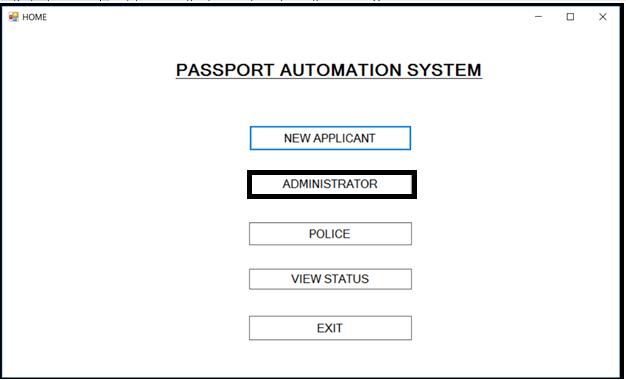 HOME
PASSPORT AUTOMATION SYSTEM
NEW APPLICANT
ADMINISTRATOR
POLICE
VIEW STATUS
EXIT